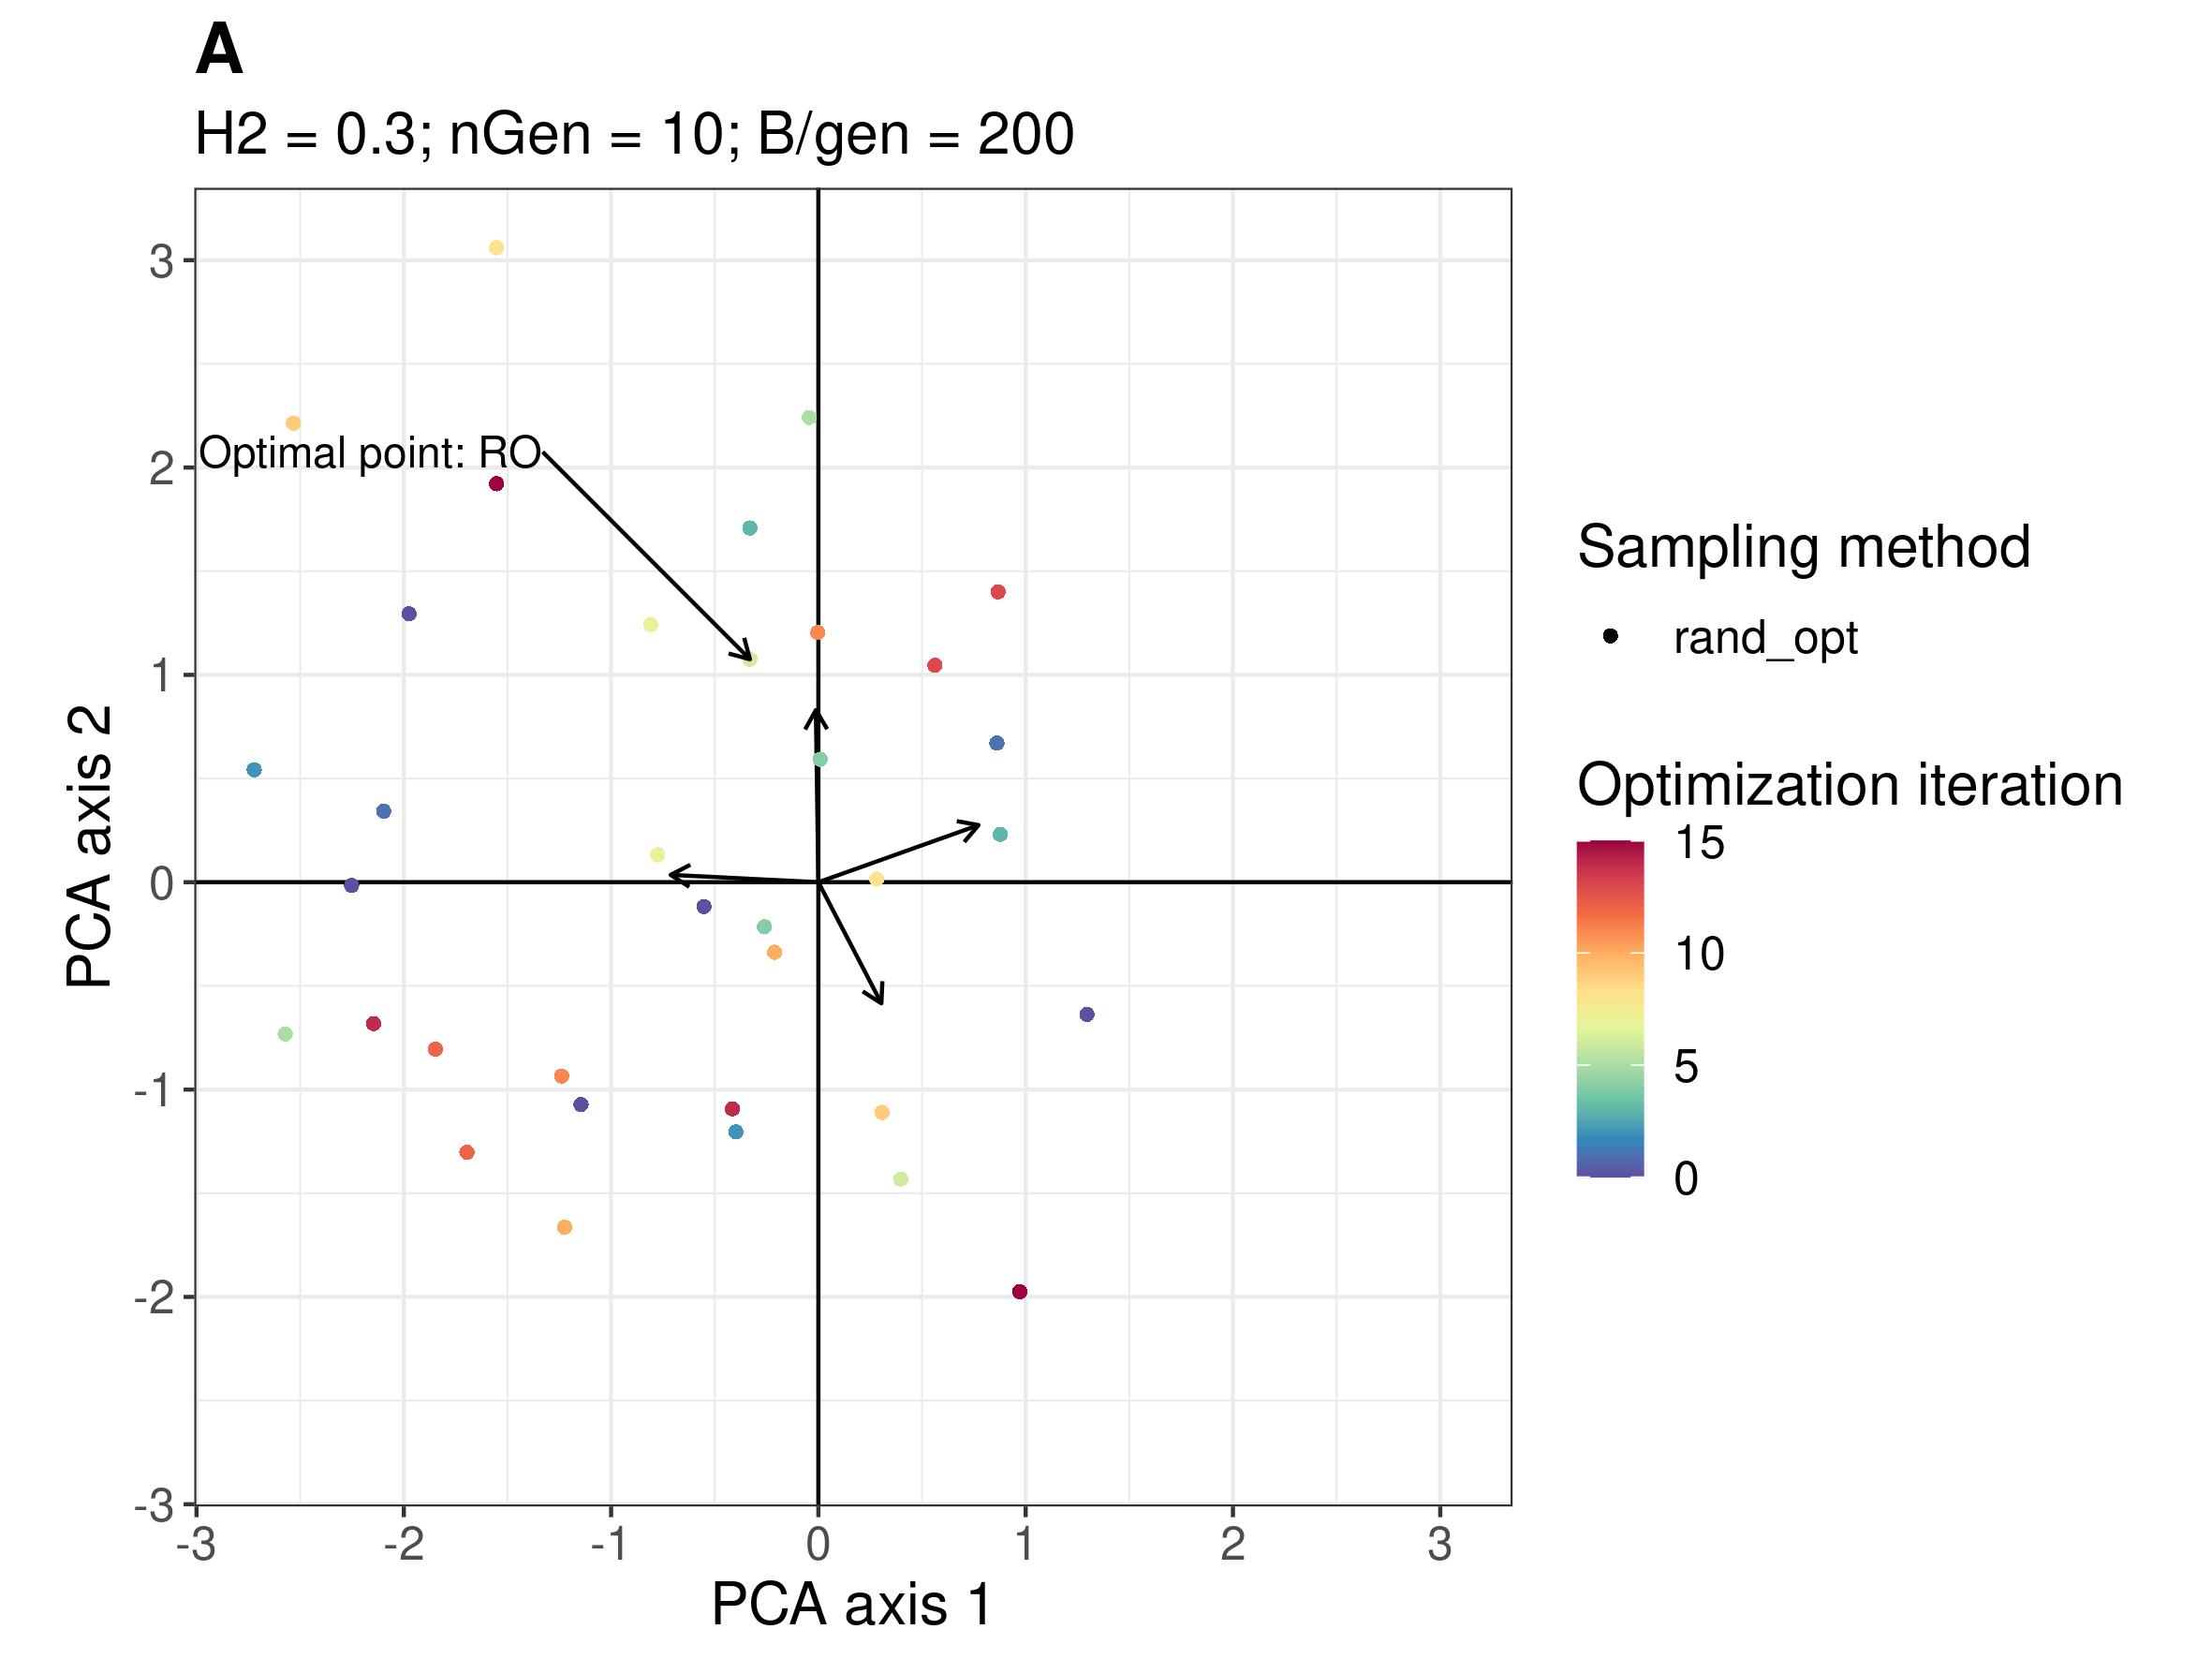 A
H2 = 0.3; nGen = 10; B/gen = 200
Optimal point: RO
3
2
1
0
-1
-2
-3
PCA axis 2
-3
-2
-1
0
1
2
3
PCA axis 1
Sampling method
rand_opt
Optimization iteration
15
10
5
0